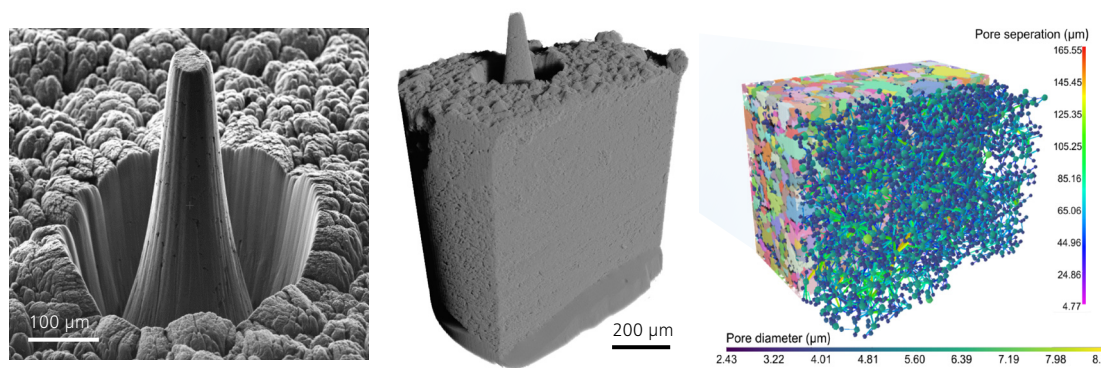 100 µm
200 µm
Pore seperation (µm)
165.55
145.45
125.35
105.25
85.16
65.06
44.96
24.86
4.77
Pore diameter (µm)
2.43 3.22 4.01 4.81 5.60 6.39 7.19 7.98 8.